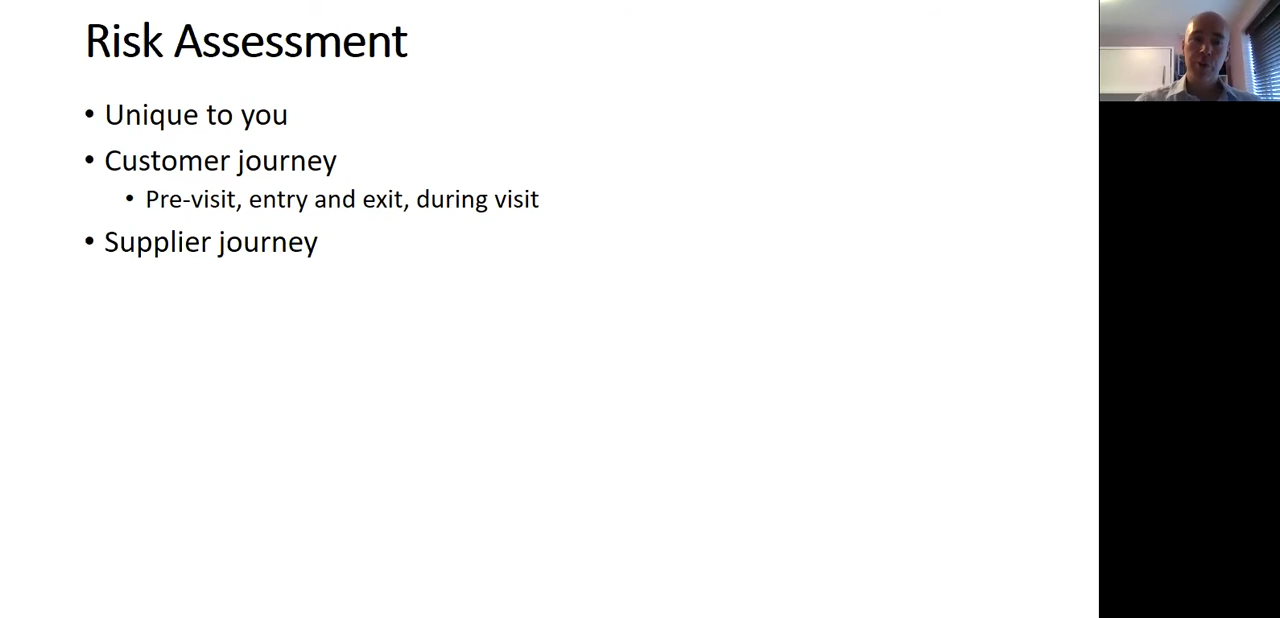 Risk Assessment
• Unique to you
• Customer journey
• Pre-visit, entry and exit, during visit
• Supplier journey